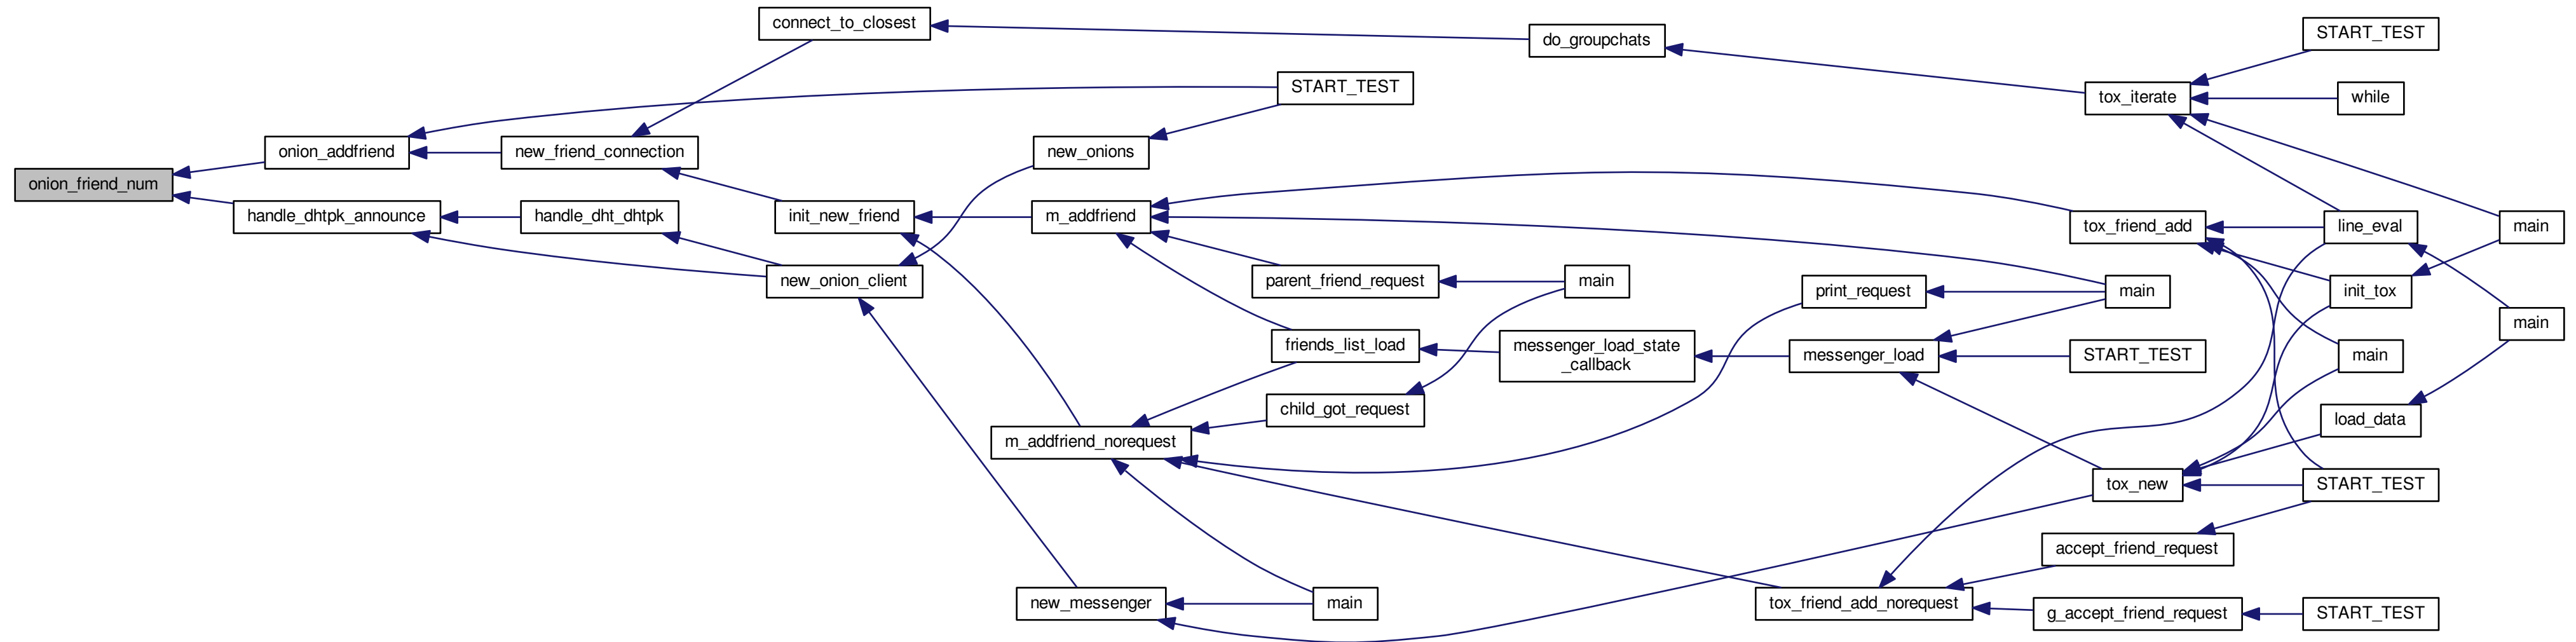 connect_to_closest
START_TEST
do_groupchats
START_TEST
tox_iterate
while
onion_addfriend
new_friend_connection
new_onions
onion_friend_num
handle_dhtpk_announce
handle_dht_dhtpk
init_new_friend
m_addfriend
tox_friend_add
line_eval
main
new_onion_client
parent_friend_request
main
print_request
main
init_tox
main
friends_list_load
messenger_load_state
_callback
messenger_load
START_TEST
main
child_got_request
load_data
m_addfriend_norequest
tox_new
START_TEST
accept_friend_request
new_messenger
main
tox_friend_add_norequest
g_accept_friend_request
START_TEST